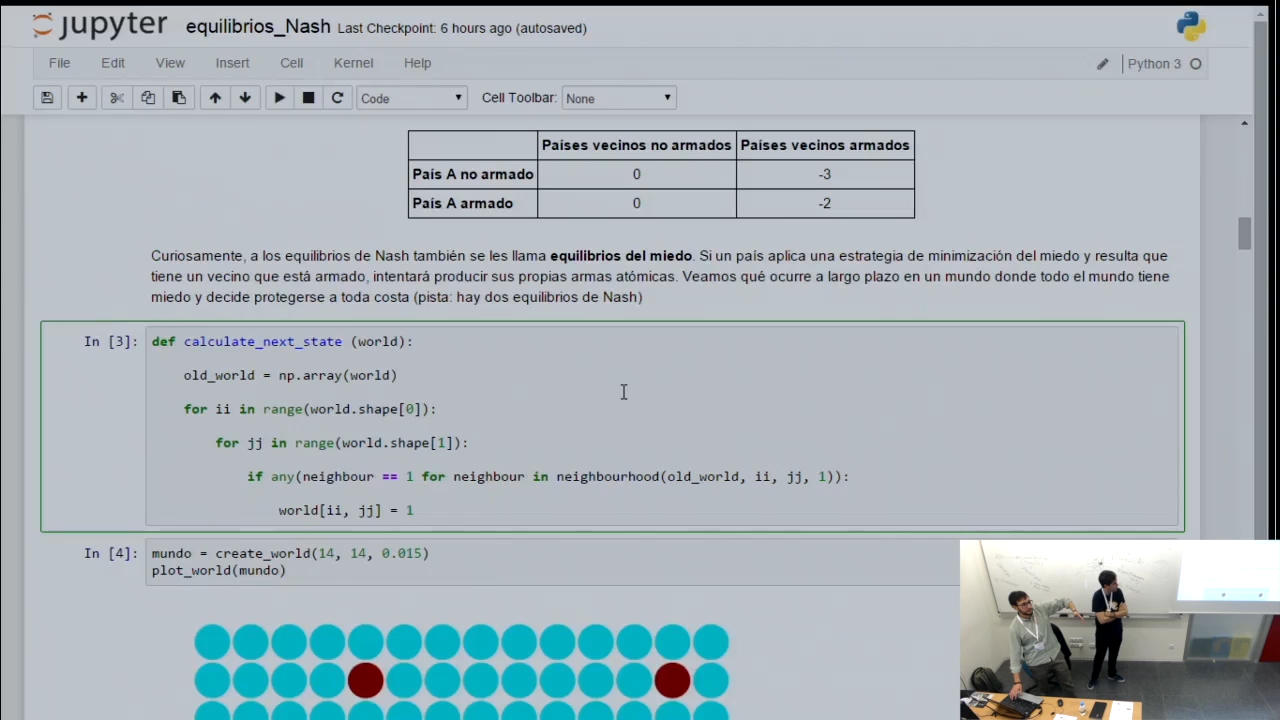 jupyter equilibrios_Nash Last Checkpoint: 6 hours ago (autosaved)
File Edit View Insert Cell Kernel Help Python 3
Code Cell Toolbar: None
Países vecinos no armados Países vecinos armados
País A no armado 0 -3
País A armado 0 -2
Curiosamente, a los equilibrios de Nash también se les llama equilibrios del miedo. Si un país aplica una estrategia de minimización del miedo y resulta que
tiene un vecino que está armado, intentará producir sus propias armas atómicas. Veamos qué ocurre a largo plazo en un mundo donde todo el mundo tiene
miedo y decide protegerse a toda costa (pista: hay dos equilibrios de Nash)
In [3]: def calculate_next_state (world):
old_world = np.array(world)
for ii in range(world.shape[0]):
for jj in range(world.shape[1]):
if any(neighbour == 1 for neighbour in neighbourhood(old_world, ii, jj, 1)):
world[ii, jj] = 1
In [4]: mundo = create_world(14, 14, 0.015)
plot_world(mundo)